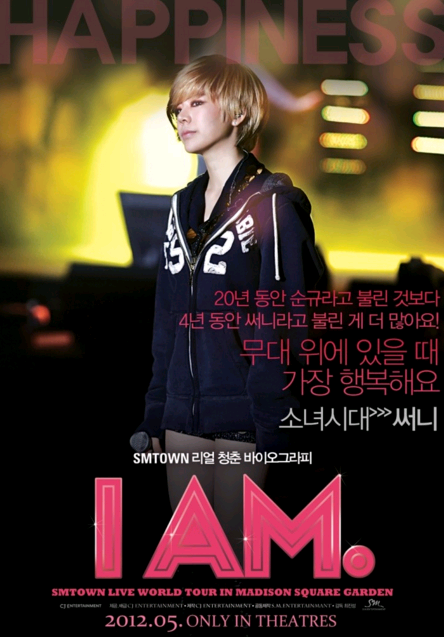 HAPPINESS
20년 동안 순규라고 불린 것보다
4년 동안 써니라고 불린 게 더 많아요!
무대 위에 있을 때
가장 행복해요
소녀시대>>>써니
SMTOWN 리얼 청춘 바이오그라피
I AM.
SMTOWN LIVE WORLD TOUR IN MADISON SQUARE GARDEN
CJ ENTERTAINMENT
2012.05. ONLY IN THEATRES